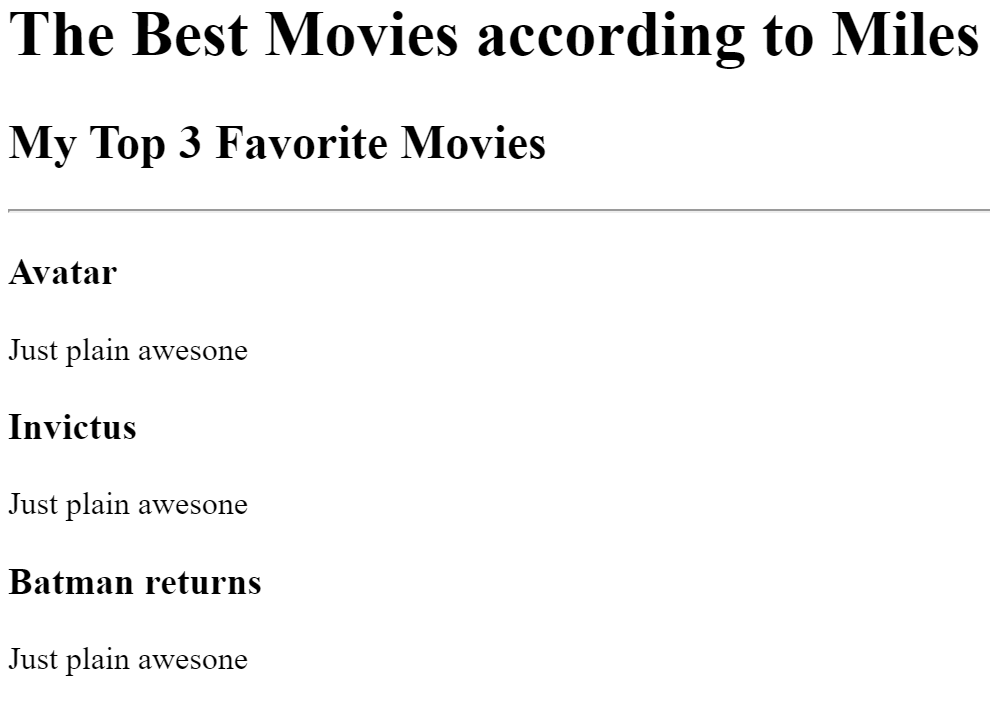 The Best Movies according to Miles
My Top 3 Favorite Movies
Avatar
Just plain awesone
Invictus
Just plain awesone
Batman returns
Just plain awesone